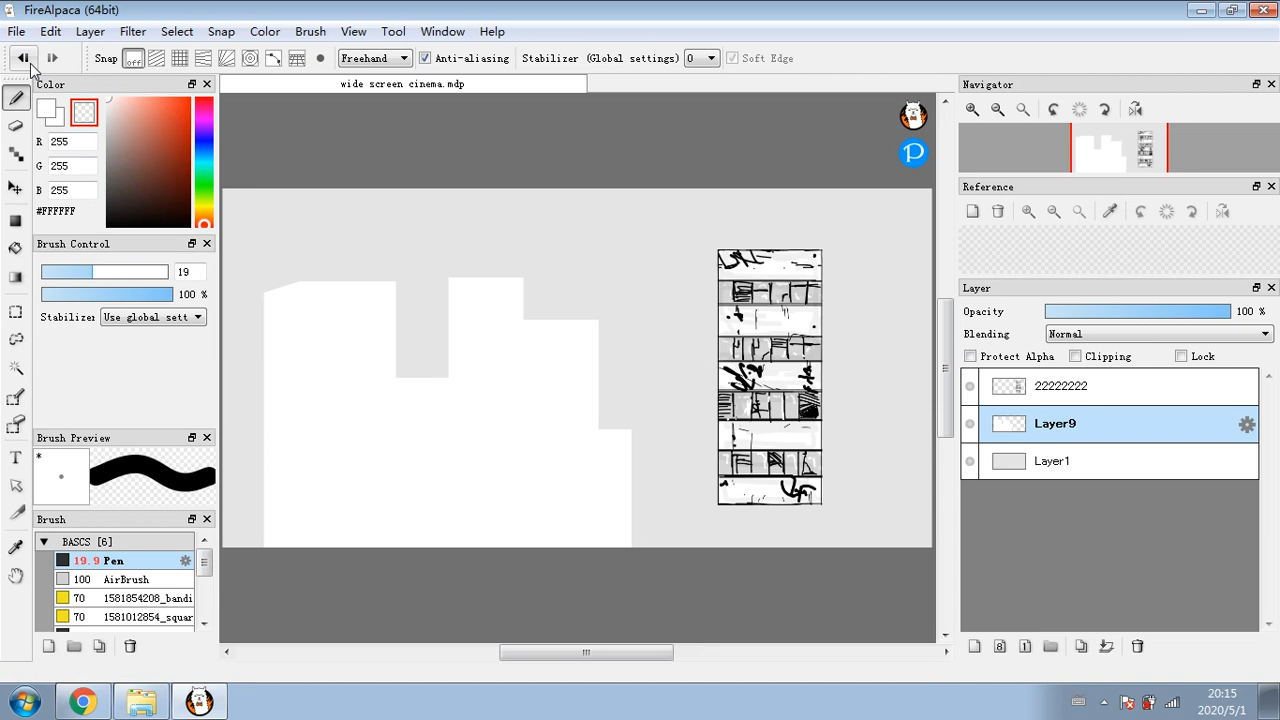 FireAlpaca (64bit)
File Edit Layer Filter Select Snap Color Brush View Tool Window Help
Snap off Freehand Anti-aliasing Stabilizer (Global settings) 0 Soft Edge
Color
wide screen cinema.mdp
Navigator
R 255
G 255
B 255
#FFFFFF
Reference
Brush Control
19
100 %
Stabilizer Use global sett
Layer
Opacity 100 %
Blending Normal
Protect Alpha Clipping Lock
22222222
Layer9
Layer1
Brush Preview
Brush
BASCS [6]
19.9 Pen
100 AirBrush
70 1581854208_bandi
70 1581012854_squar
20:15
2020/5/1